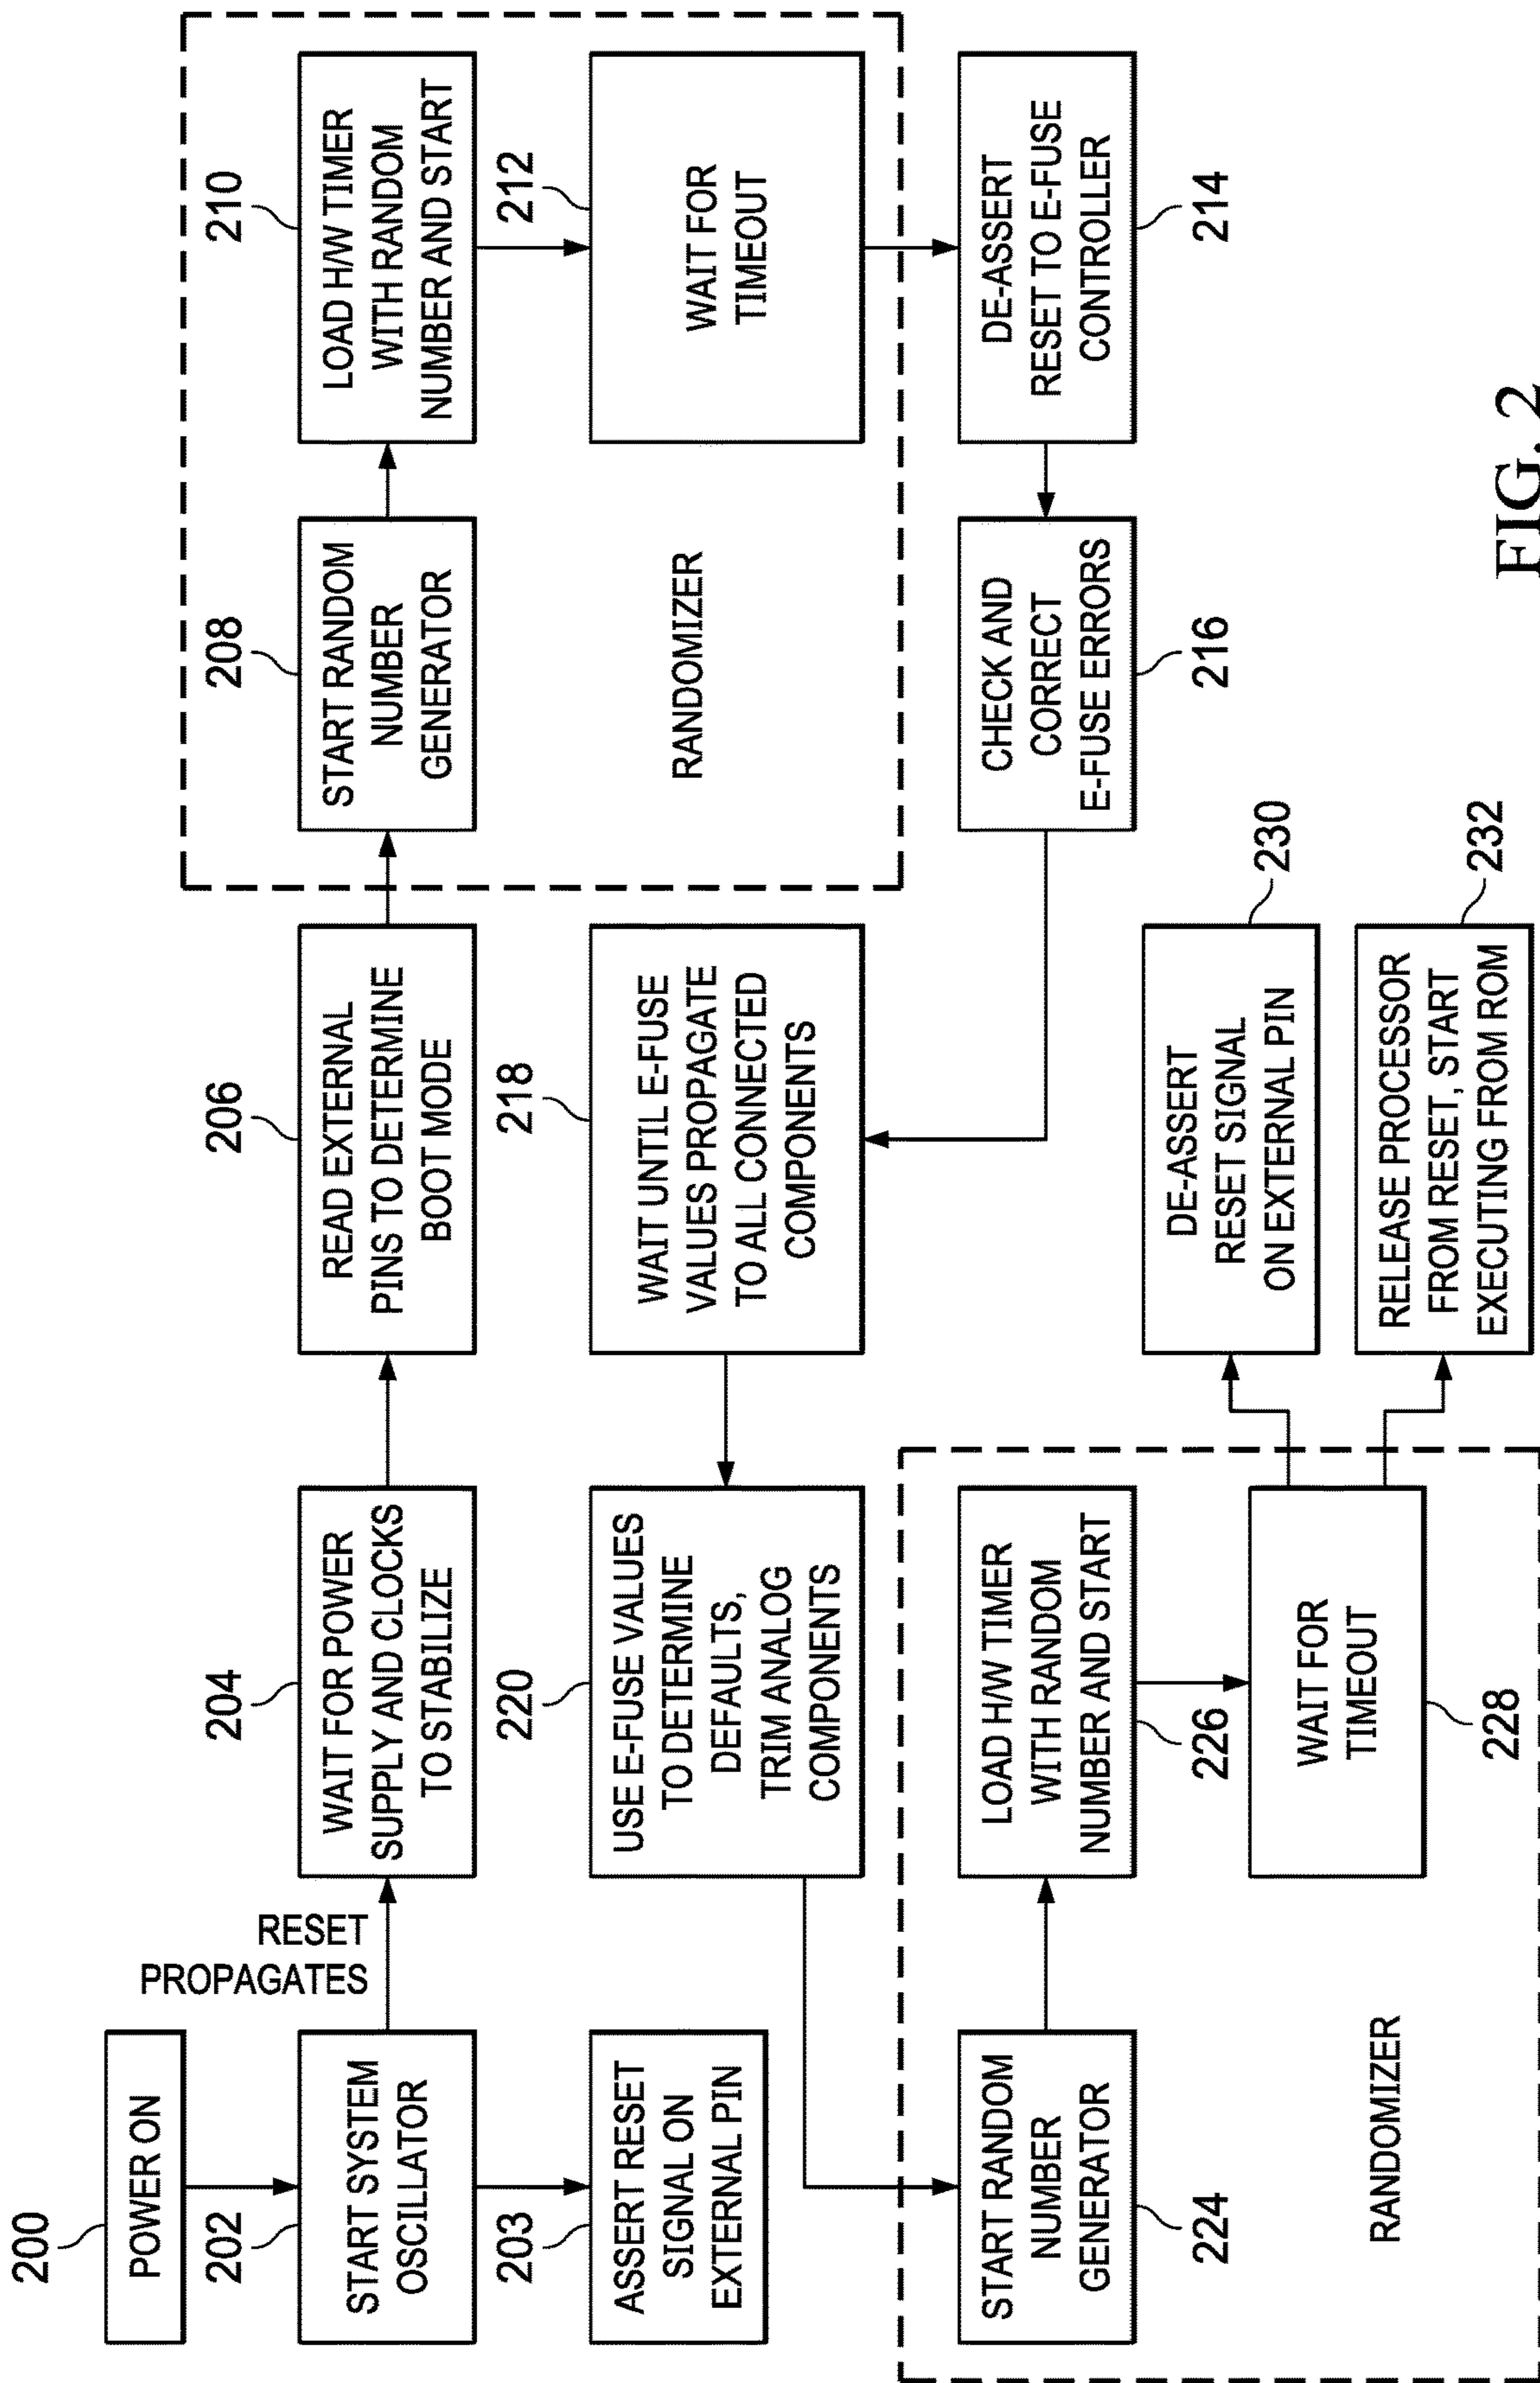 200
POWER ON
202
START SYSTEM
OSCILLATOR
203
ASSERT RESET
SIGNAL ON
EXTERNAL PIN
RESET
PROPAGATES
204
WAIT FOR POWER
SUPPLY AND CLOCKS
TO STABILIZE
206
READ EXTERNAL
PINS TO DETERMINE
BOOT MODE
208
START RANDOM
NUMBER
GENERATOR
210
LOAD H/W TIMER
WITH RANDOM
NUMBER AND START
212
WAIT FOR
TIMEOUT
RANDOMIZER
DE-ASSERT
RESET TO E-FUSE
CONTROLLER
214
CHECK AND
CORRECT
E-FUSE ERRORS
216
218
WAIT UNTIL E-FUSE
VALUES PROPAGATE
TO ALL CONNECTED
COMPONENTS
220
USE E-FUSE VALUES
TO DETERMINE
DEFAULTS,
TRIM ANALOG
COMPONENTS
START RANDOM
NUMBER
GENERATOR
224
LOAD H/W TIMER
WITH RANDOM
NUMBER AND START
226
WAIT FOR
TIMEOUT
228
RANDOMIZER
230
DE-ASSERT
RESET SIGNAL
ON EXTERNAL PIN
232
RELEASE PROCESSOR
FROM RESET, START
EXECUTING FROM ROM
FIG. 2